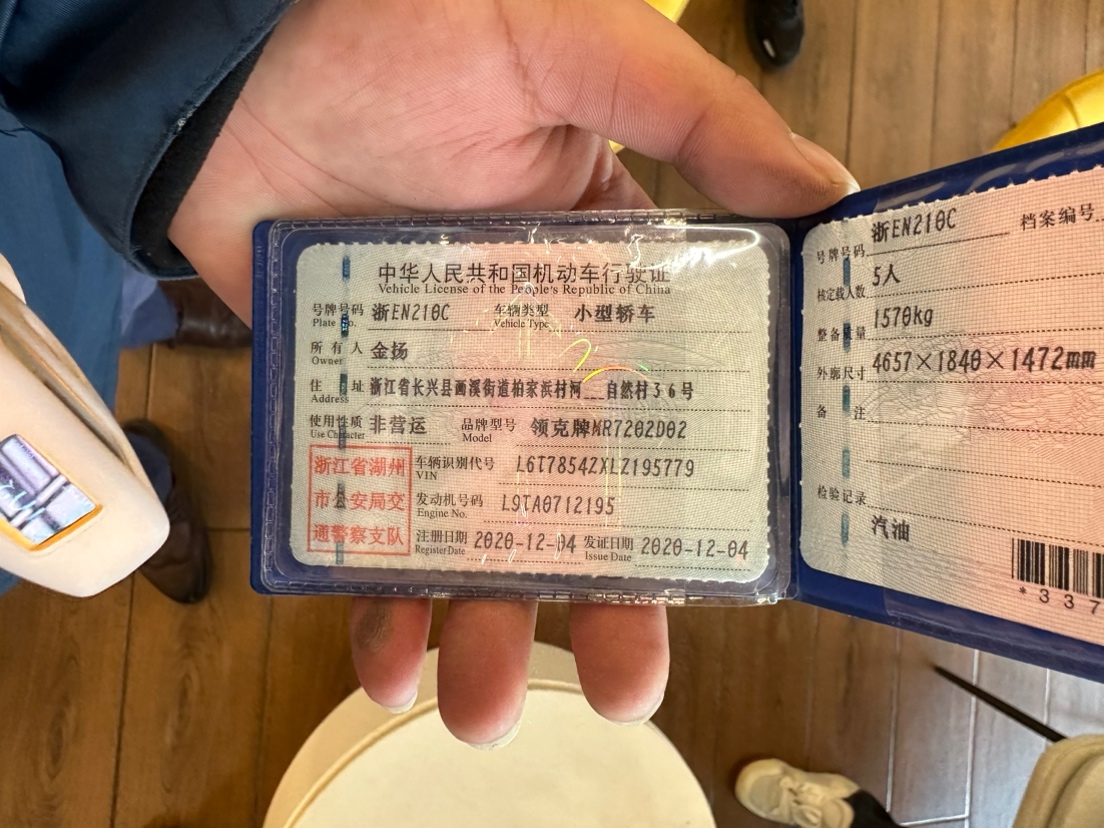 中华人民共和国机动车行驶证
Vehicle License of the People's Republic of China
号牌号码 浙EN210C 车辆类型 小型轿车
Plate No. Vehicle Type
所有人 金扬
Owner
住址 浙江省长兴县画溪街道柏家浜村河__自然村36号
Address
使用性质 非营运 品牌型号 领克牌MR7202D02
Use Character Model
浙江省湖州
市公安局交
通警察支队
车辆识别代号 L6T7854ZXLZ195779
VIN
发动机号码 L9TA0712195
Engine No.
注册日期 2020-12-04 发证日期 2020-12-04
Register Date Issue Date
号牌号码 浙EN210C 档案编号
核定载人数 5人
整备质量 1570kg
外廓尺寸 4657×1840×1472mm
备注
检验记录
汽油
*337